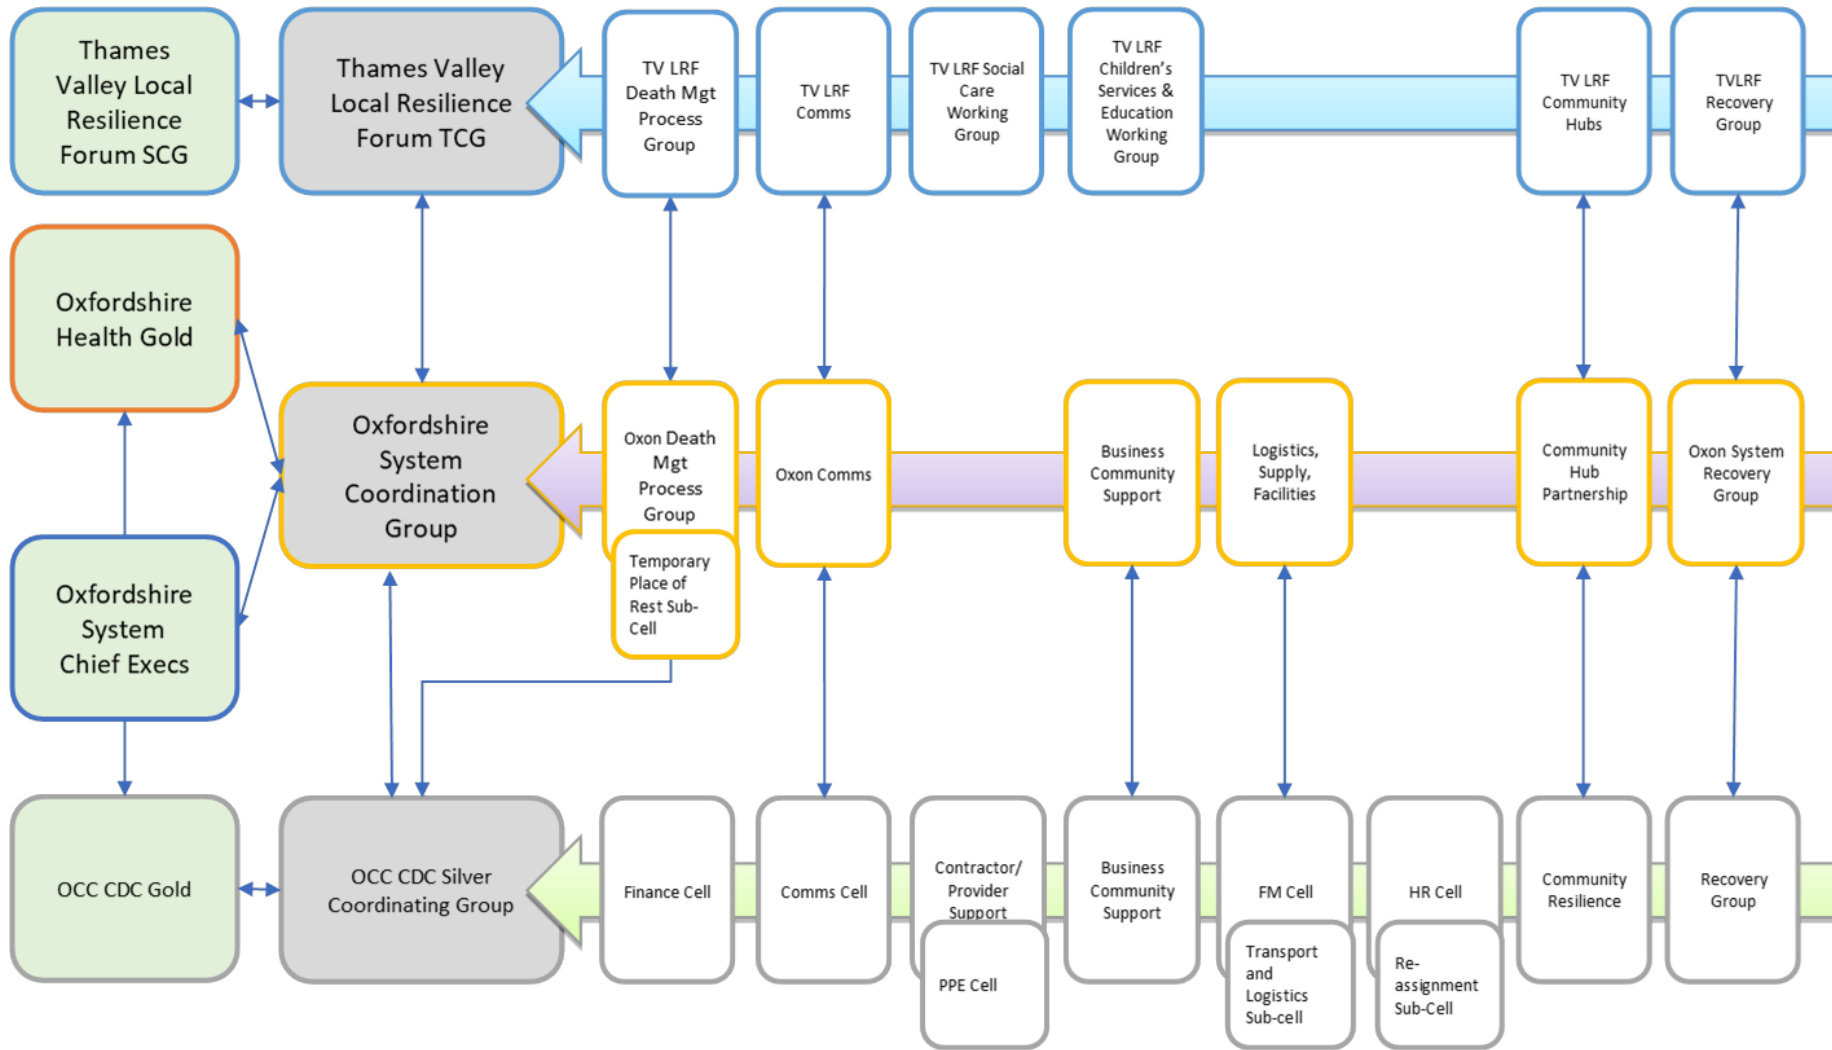 Thames
Valley Local
Resilience
Forum SCG
Thames Valley
Local Resilience
Forum TCG
TV LRF
Death Mgt
Process
Group
TV LRF
Comms
TV LRF Social
Care
Working
Group
TV LRF
Children's
Services &
Education
Working
Group
TV LRF
Community
Hubs
TVLRF
Recovery
Group
Oxfordshire
Health Gold
Oxfordshire
System
Coordination
Group
Oxon Death
Mgt
Process
Group
Temporary
Place of
Rest Sub-
Cell
Oxon Comms
Business
Community
Support
Logistics,
Supply,
Facilities
Community
Hub
Partnership
Oxon System
Recovery
Group
Oxfordshire
System
Chief Execs
OCC CDC Gold
OCC CDC Silver
Coordinating Group
Finance Cell
Comms Cell
Contractor/
Provider
Support
PPE Cell
Business
Community
Support
FM Cell
Transport
and
Logistics
Sub-cell
HR Cell
Re-
assignment
Sub-Cell
Community
Resilience
Recovery
Group